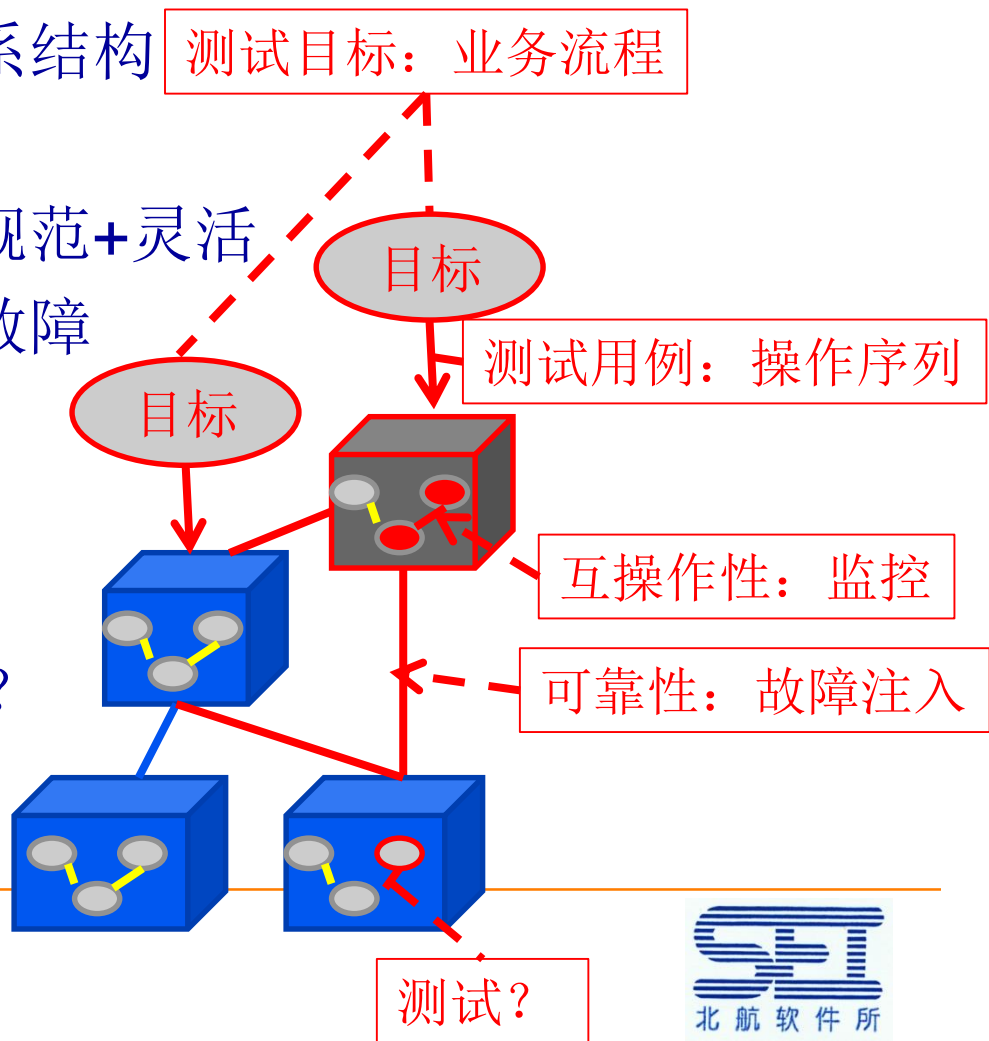 系结构
测试目标：业务流程
规范+灵活
目标
故障
测试用例：操作序列
目标
互操作性：监控
?
可靠性：故障注入
测试?
SEI
北航软件所